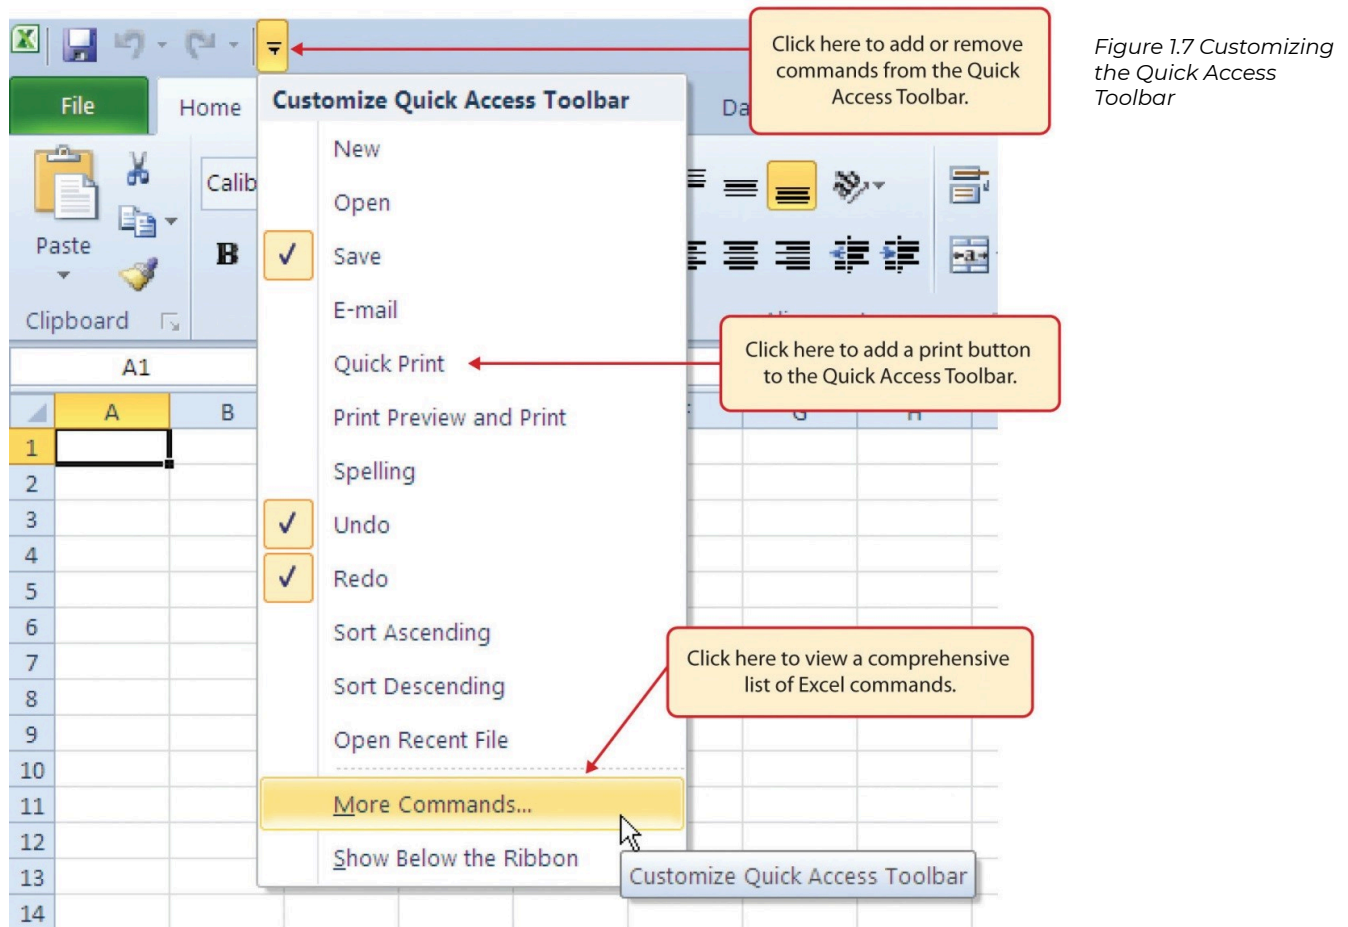 Click here to add or remove
commands from the Quick
Access Toolbar.
Figure 1.7 Customizing
the Quick Access
Toolbar
File
Home
Customize Quick Access Toolbar
New
Open
Save
E-mail
Quick Print
Print Preview and Print
Spelling
Undo
Redo
Sort Ascending
Sort Descending
Open Recent File
More Commands...
Show Below the Ribbon
Paste
B
Clipboard
Click here to add a print button
to the Quick Access Toolbar.
A1
A B G H
1
2
3
4
5
6
7
8
9
10
11
12
13
14
Click here to view a comprehensive
list of Excel commands.
Customize Quick Access Toolbar